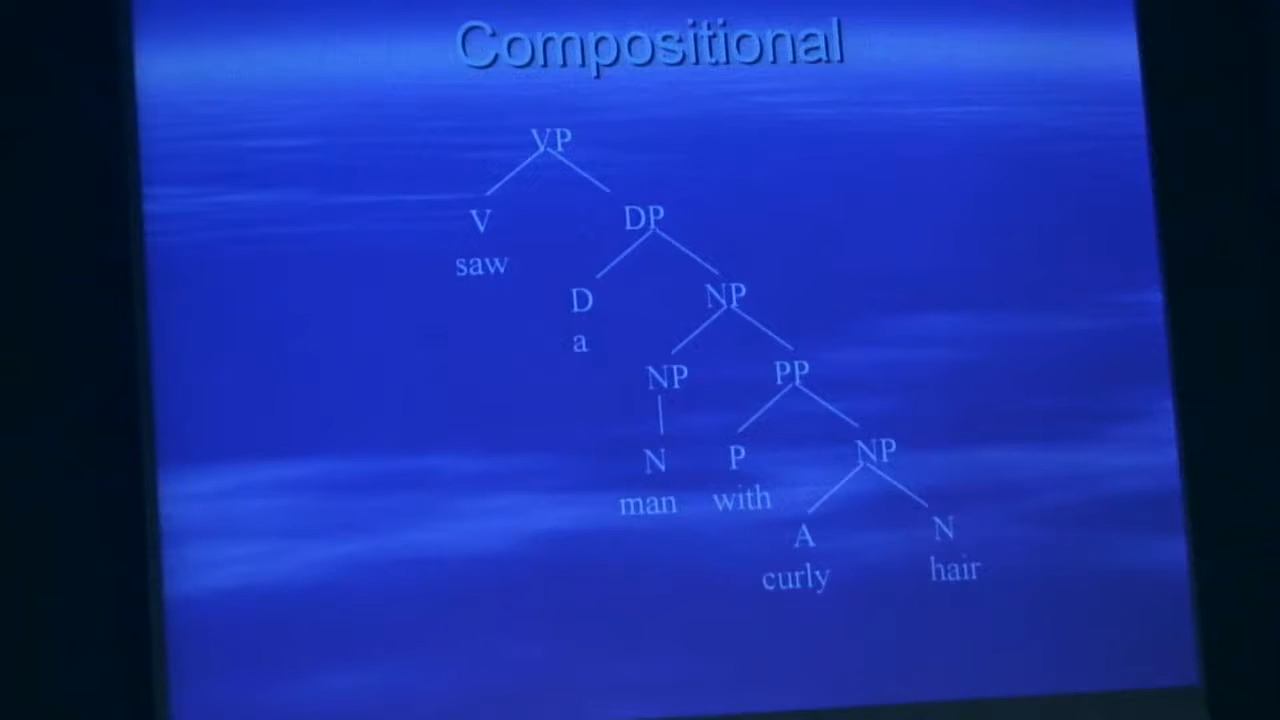 Compositional
VP
V DP
saw
D NP
a
NP PP
N P NP
man with
A N
curly hair